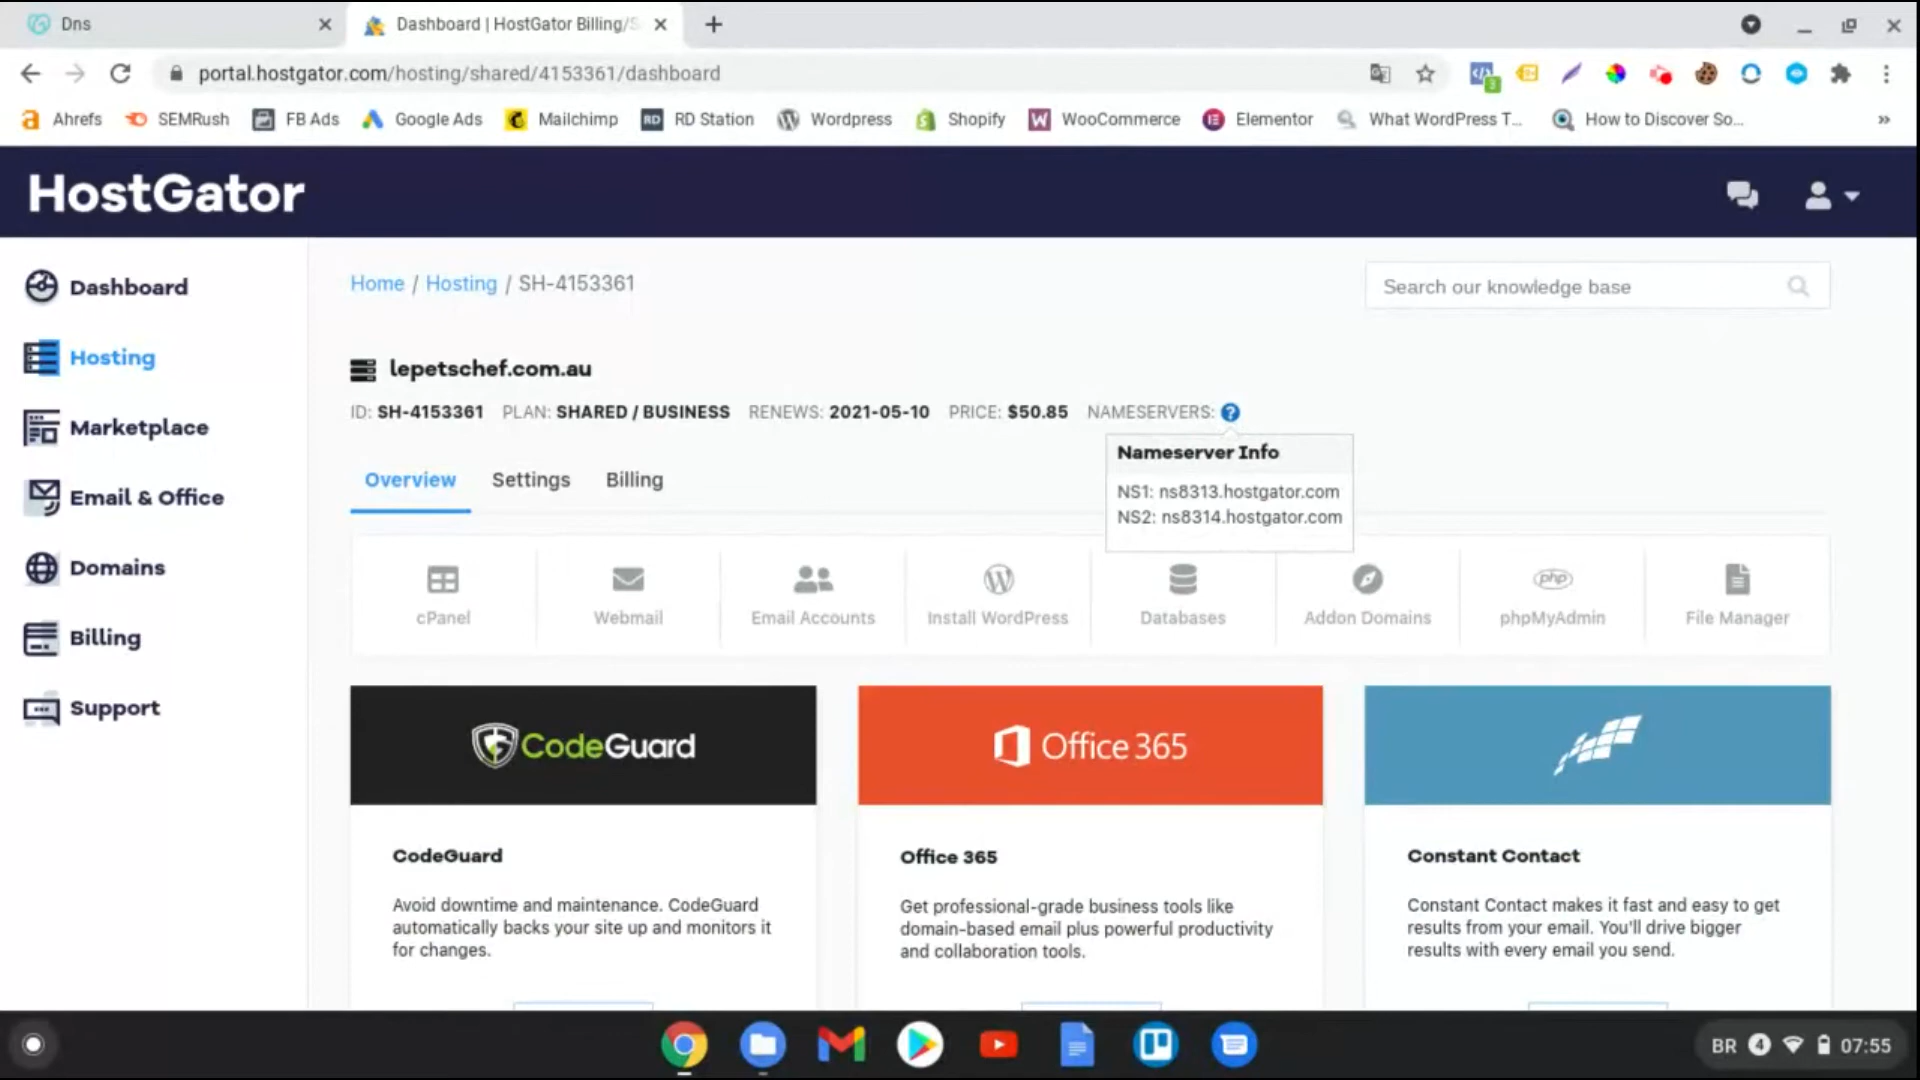 Dns
Dashboard | HostGator Billing/S
portal.hostgator.com/hosting/shared/4153361/dashboard
3
Ahrefs
SEMRush
FB Ads
Google Ads
Mailchimp
RD
RD Station
Wordpress
Shopify
WooCommerce
Elementor
What WordPress T...
How to Discover So...
HostGator
Dashboard
Hosting
Marketplace
Email & Office
Domains
Billing
Support
Home / Hosting / SH-4153361
Search our knowledge base
lepetschef.com.au
ID: SH-4153361 PLAN: SHARED / BUSINESS RENEWS: 2021-05-10 PRICE: $50.85 NAMESERVERS: ?
Nameserver Info
NS1: ns8313.hostgator.com
NS2: ns8314.hostgator.com
Overview
Settings
Billing
cPanel
Webmail
Email Accounts
Install WordPress
Databases
Addon Domains
php
phpMyAdmin
File Manager
CodeGuard
Office 365
CodeGuard
Avoid downtime and maintenance. CodeGuard
automatically backs your site up and monitors it
for changes.
Office 365
Get professional-grade business tools like
domain-based email plus powerful productivity
and collaboration tools.
Constant Contact
Constant Contact makes it fast and easy to get
results from your email. You'll drive bigger
results with every email you send.
BR 4 07:55